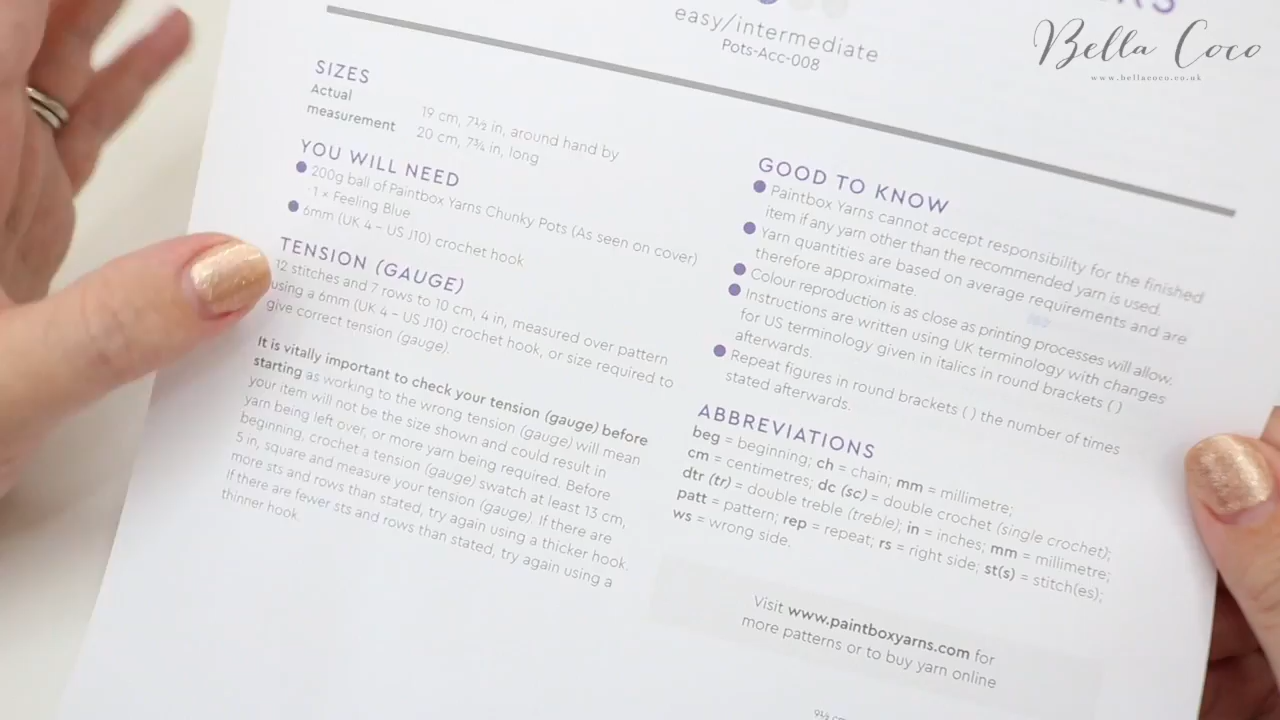 Bella Coco
www.bellacoco.co.uk
easy/intermediate
Pots-Acc-008
SIZES
Actual
measurement
19 cm, 7½ in, around hand by
20 cm, 7¾ in, long
YOU WILL NEED
200g ball of Paintbox Yarns Chunky Pots (As seen on cover)
· 1 × Feeling Blue
6mm (UK 4 – US J10) crochet hook
TENSION (GAUGE)
12 stitches and 7 rows to 10 cm, 4 in, measured over pattern
using a 6mm (UK 4 – US J10) crochet hook, or size required to
give correct tension (gauge).
It is vitally important to check your tension (gauge) before
starting as working to the wrong tension (gauge) will mean
your item will not be the size shown and could result in
yarn being left over, or more yarn being required. Before
beginning, crochet a tension (gauge) swatch at least 13 cm,
5 in, square and measure your tension (gauge). If there are
more sts and rows than stated, try again using a thicker hook.
If there are fewer sts and rows than stated, try again using a
thinner hook.
GOOD TO KNOW
Paintbox Yarns cannot accept responsibility for the finished
item if any yarn other than the recommended yarn is used.
Yarn quantities are based on average requirements and are
therefore approximate.
Colour reproduction is as close as printing processes will allow.
Instructions are written using UK terminology with changes
for US terminology given in italics in round brackets ( )
afterwards.
Repeat figures in round brackets ( ) the number of times
stated afterwards.
ABBREVIATIONS
beg = beginning; ch = chain; mm = millimetre;
cm = centimetres; dc (sc) = double crochet (single crochet);
dtr (tr) = double treble (treble); in = inches; mm = millimetre;
patt = pattern; rep = repeat; rs = right side; st(s) = stitch(es);
ws = wrong side.
Visit www.paintboxyarns.com for
more patterns or to buy yarn online